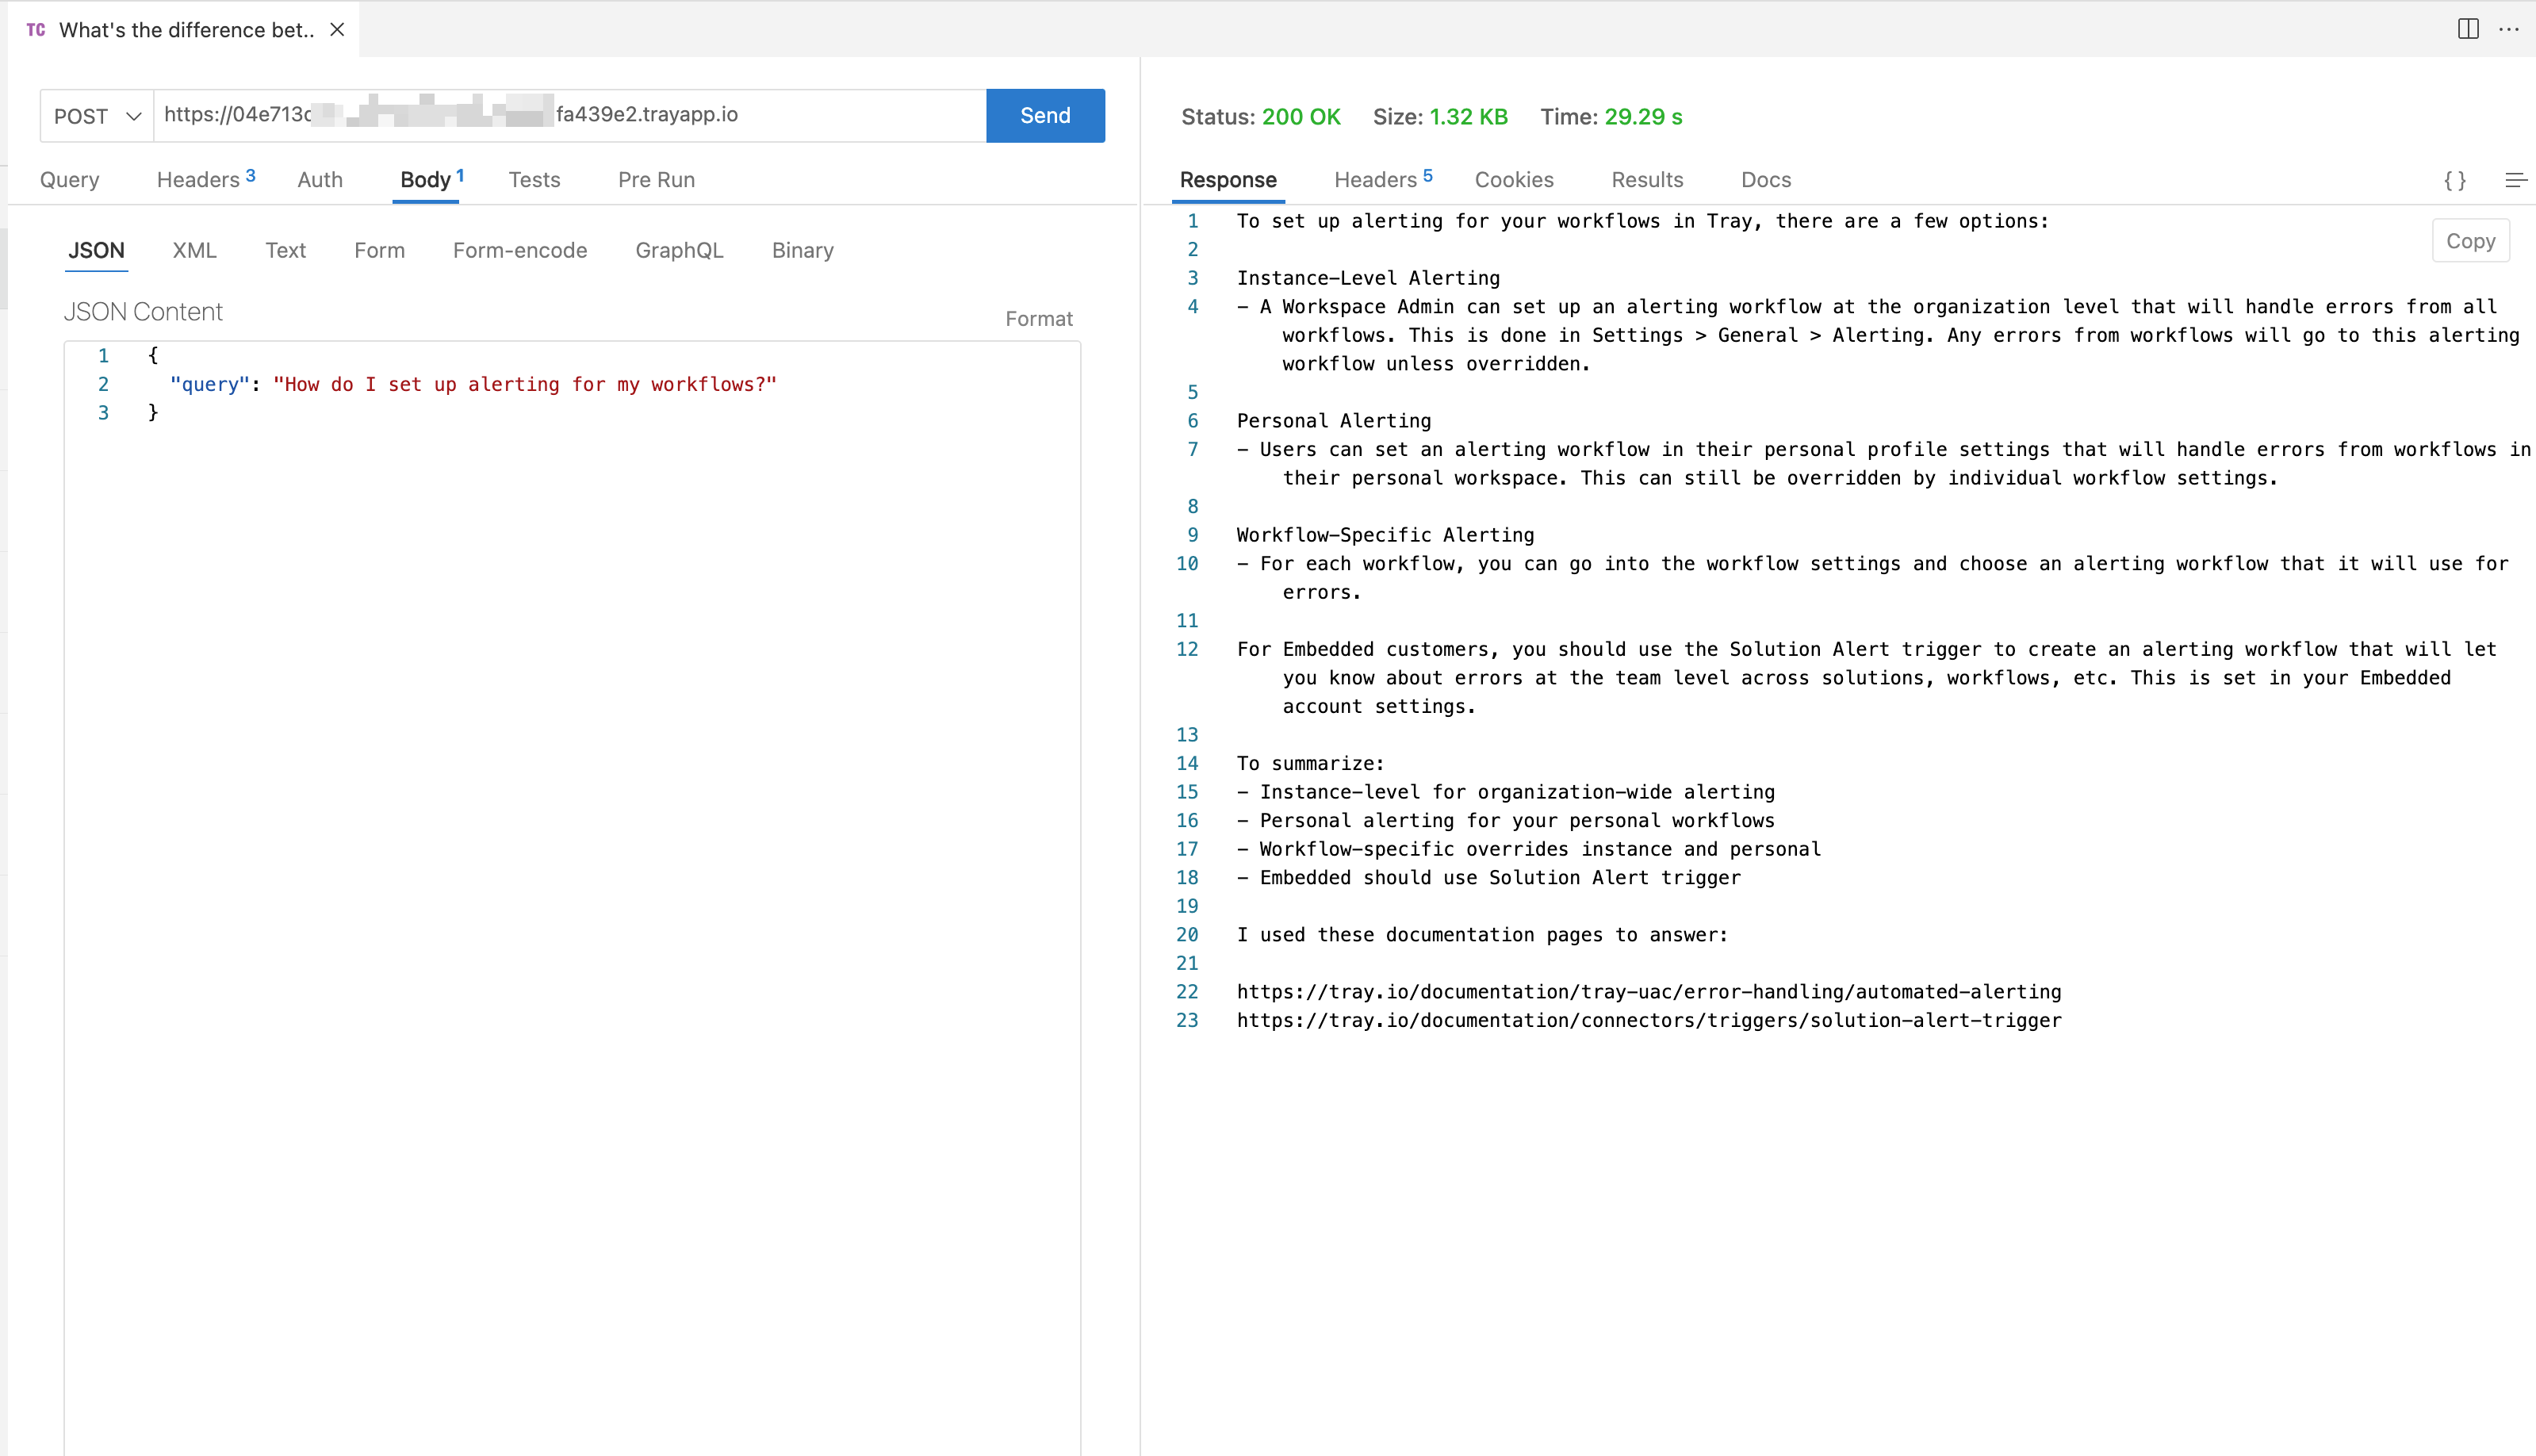 TC What's the difference bet..
POST https://04e713 fa439e2.trayapp.io Send
Query Headers 3 Auth Body 1 Tests Pre Run
JSON XML Text Form Form-encode GraphQL Binary
JSON Content Format
1 {
2 "query": "How do I set up alerting for my workflows?"
3 }
Status: 200 OK Size: 1.32 KB Time: 29.29 s
Response Headers 5 Cookies Results Docs { }
Copy
1 To set up alerting for your workflows in Tray, there are a few options:
2
3 Instance-Level Alerting
4 - A Workspace Admin can set up an alerting workflow at the organization level that will handle errors from all
workflows. This is done in Settings > General > Alerting. Any errors from workflows will go to this alerting
workflow unless overridden.
5
6 Personal Alerting
7 - Users can set an alerting workflow in their personal profile settings that will handle errors from workflows in
their personal workspace. This can still be overridden by individual workflow settings.
8
9 Workflow-Specific Alerting
10 - For each workflow, you can go into the workflow settings and choose an alerting workflow that it will use for
errors.
11
12 For Embedded customers, you should use the Solution Alert trigger to create an alerting workflow that will let
you know about errors at the team level across solutions, workflows, etc. This is set in your Embedded
account settings.
13
14 To summarize:
15 - Instance-level for organization-wide alerting
16 - Personal alerting for your personal workflows
17 - Workflow-specific overrides instance and personal
18 - Embedded should use Solution Alert trigger
19
20 I used these documentation pages to answer:
21
22 https://tray.io/documentation/tray-uac/error-handling/automated-alerting
23 https://tray.io/documentation/connectors/triggers/solution-alert-trigger